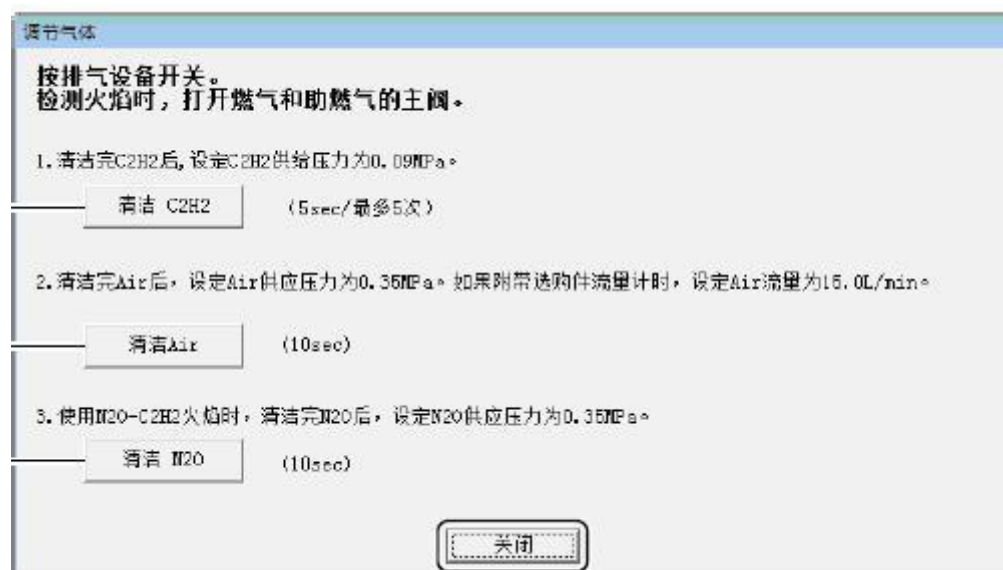 调节气体
按排气设备开关。
检测火焰时，打开燃气和助燃气的主阀。
1.清洁完C2H2后,设定C2H2供给压力为0.09MPa。
清洁 C2H2 (5sec/最多5次)
2.清洁完Air后，设定Air供应压力为0.35MPa。如果附带选购件流量计时，设定Air流量为15.0L/min。
清洁Air (10sec)
3.使用N2O-C2H2火焰时，清洁完N2O后，设定N2O供应压力为0.35MPa。
清洁 N2O (10sec)
关闭